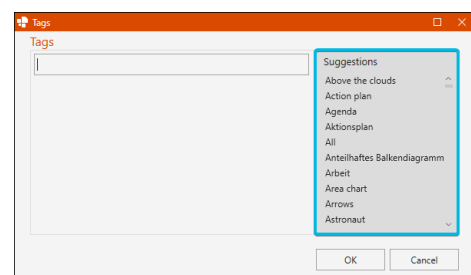 Tags
Tags
Suggestions
Above the clouds
Action plan
Agenda
Aktionsplan
All
Anteilhaftes Balkendiagramm
Arbeit
Area chart
Arrows
Astronaut
OK
Cancel